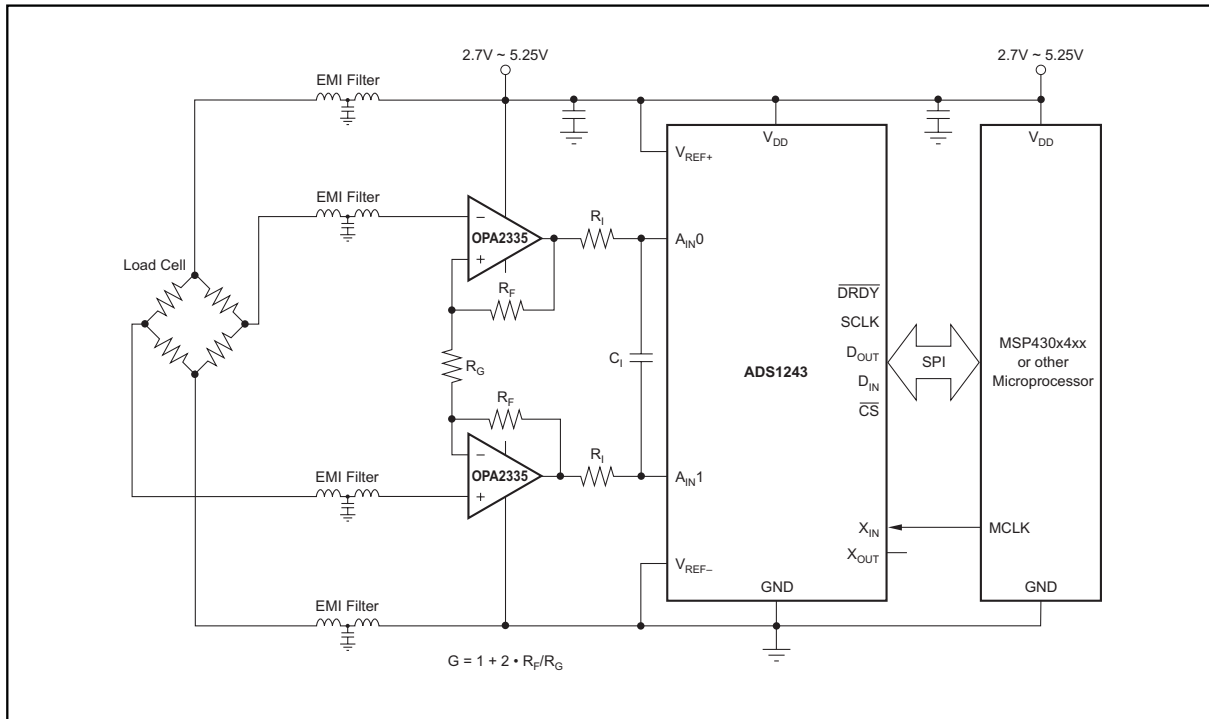 2.7V ~ 5.25V
2.7V ~ 5.25V
EMI Filter
V_DD
V_DD
V_REF+
EMI Filter
R_I
−
OPA2335
+
A_IN0
Load Cell
R_F
DRDY
SCLK
D_OUT
D_IN
CS
SPI
MSP430x4xx
or other
Microprocessor
R_G
C_I
ADS1243
R_F
R_I
−
OPA2335
+
A_IN1
EMI Filter
X_IN
MCLK
X_OUT
V_REF−
GND
GND
EMI Filter
G = 1 + 2 • R_F/R_G